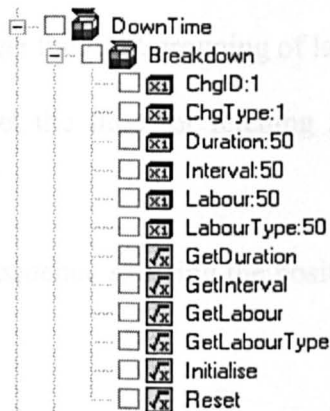 DownTime
Breakdown
ChgID:1
ChgType:1
Duration:50
Interval:50
Labour:50
LabourType:50
GetDuration
GetInterval
GetLabour
GetLabourType
Initialise
Reset